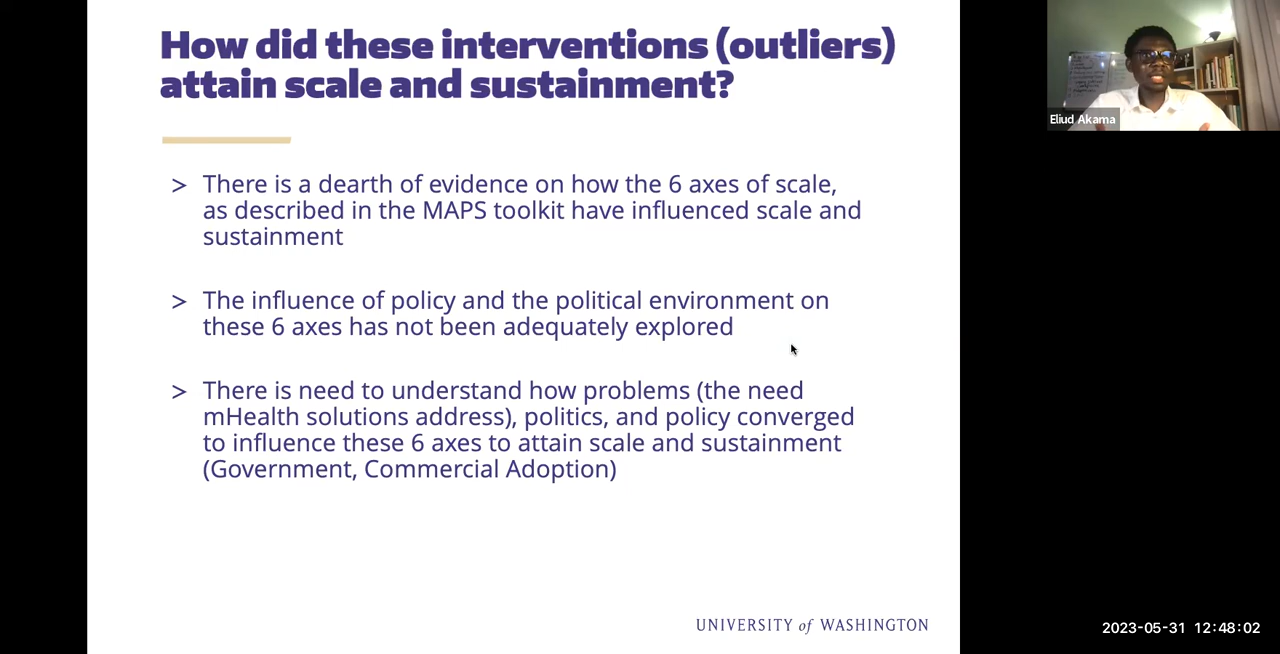 How did these interventions (outliers)
attain scale and sustainment?
> There is a dearth of evidence on how the 6 axes of scale,
as described in the MAPS toolkit have influenced scale and
sustainment
> The influence of policy and the political environment on
these 6 axes has not been adequately explored
> There is need to understand how problems (the need
mHealth solutions address), politics, and policy converged
to influence these 6 axes to attain scale and sustainment
(Government, Commercial Adoption)
UNIVERSITY of WASHINGTON
Eliud Akama
2023-05-31 12:48:02